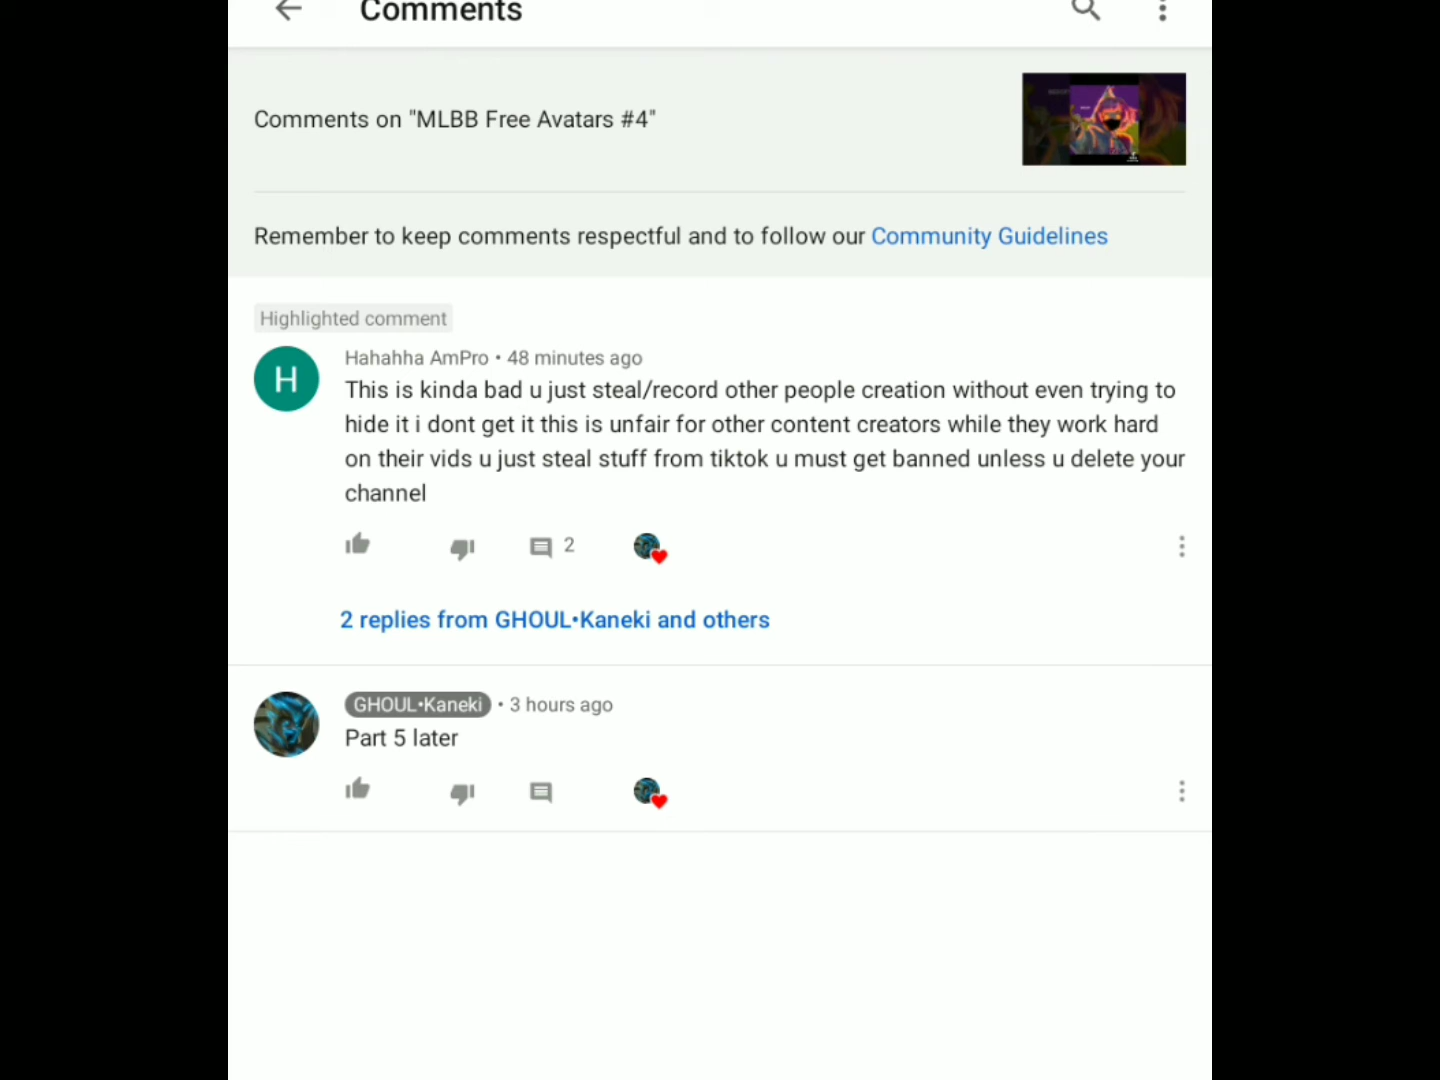 Comments
Comments on "MLBB Free Avatars #4"
Remember to keep comments respectful and to follow our Community Guidelines
Highlighted comment
H
Hahahha AmPro • 48 minutes ago
This is kinda bad u just steal/record other people creation without even trying to
hide it i dont get it this is unfair for other content creators while they work hard
on their vids u just steal stuff from tiktok u must get banned unless u delete your
channel
2
2 replies from GHOUL•Kaneki and others
GHOUL•Kaneki • 3 hours ago
Part 5 later